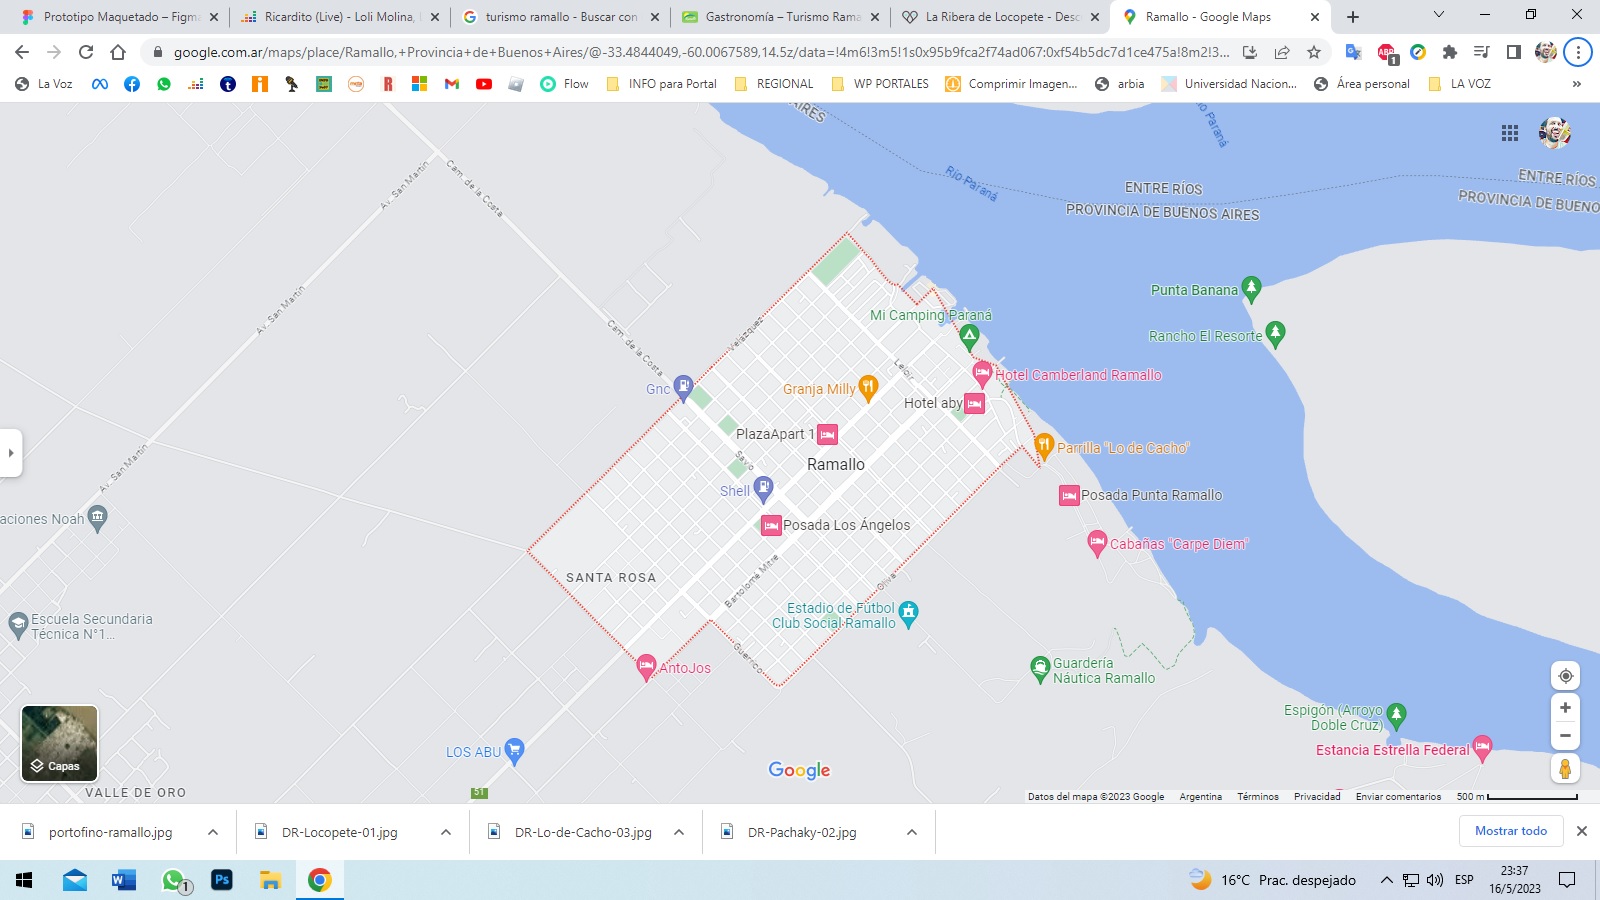 Prototipo Maquetado – Figma
Ricardito (Live) - Loli Molina, L
turismo ramallo - Buscar con
Gastronomía – Turismo Rama
La Ribera de Locopete - Desc
Ramallo - Google Maps
google.com.ar/maps/place/Ramallo,+Provincia+de+Buenos+Aires/@-33.4844049,-60.0067589,14.5z/data=!4m6!3m5!1s0x95b9fca2f74ad067:0xf54b5dc7d1ce475a!8m2!3...
La Voz
Flow
INFO para Portal
REGIONAL
WP PORTALES
Comprimir Imagen...
arbia
Universidad Nacion...
Área personal
LA VOZ
AIRES
Río Paraná
Río Paraná
ENTRE RÍOS
PROVINCIA DE BUENOS AIRES
ENTRE RÍOS
PROVINCIA DE BUENO
Av. San Martín
Cam. de la Costa
Av. San Martín
Cam. de la Costa
Velazquez
Av. San Martín
Punta Banana
Rancho El Resorte
Mi Camping Paraná
Leloir
Hotel Camberland Ramallo
Gnc
Granja Milly
Hotel aby
PlazaApart 1
Parrilla "Lo de Cacho"
Savio
Ramallo
Shell
Posada Punta Ramallo
aciones Noah
Posada Los Ángelos
Cabañas "Carpe Diem"
SANTA ROSA
Bartolomé Mitre
Oliva
Estadio de Fútbol
Club Social Ramallo
Escuela Secundaria
Técnica N°1...
Guerrico
AntoJos
Guardería
Náutica Ramallo
Espigón (Arroyo
Doble Cruz)
Estancia Estrella Federal
LOS ABU
Capas
VALLE DE ORO
51
Google
Datos del mapa ©2023 Google
Argentina
Términos
Privacidad
Enviar comentarios
500 m
portofino-ramallo.jpg
DR-Locopete-01.jpg
DR-Lo-de-Cacho-03.jpg
DR-Pachaky-02.jpg
Mostrar todo
1
16°C Prac. despejado
ESP
23:37
16/5/2023